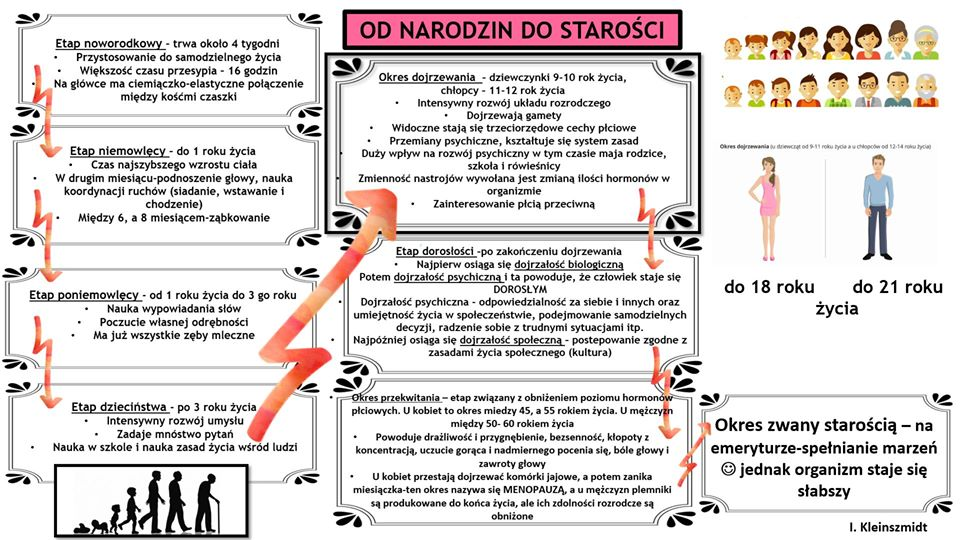 OD NARODZIN DO STAROŚCI
Etap noworodkowy – trwa około 4 tygodni
• Przystosowanie do samodzielnego życia
• Większość czasu przesypia – 16 godzin
• Na główce ma ciemiączko-elastyczne połączenie
między kośćmi czaszki
Etap niemowlęcy – do 1 roku życia
• Czas najszybszego wzrostu ciała
• W drugim miesiącu-podnoszenie głowy, nauka
koordynacji ruchów (siadanie, wstawanie i
chodzenie)
• Między 6, a 8 miesiącem-ząbkowanie
Etap poniemowlęcy – od 1 roku życia do 3 go roku
• Nauka wypowiadania słów
• Poczucie własnej odrębności
• Ma już wszystkie zęby mleczne
Etap dzieciństwa - po 3 roku życia
• Intensywny rozwój umysłu
• Zadaje mnóstwo pytań
• Nauka w szkole i nauka zasad życia wśród ludzi
Okres dojrzewania – dziewczynki 9-10 rok życia,
chłopcy – 11-12 rok życia
• Intensywny rozwój układu rozrodczego
• Dojrzewają gamety
• Widoczne stają się trzeciorzędowe cechy płciowe
• Przemiany psychiczne, kształtuje się system zasad
• Duży wpływ na rozwój psychiczny w tym czasie maja rodzice,
szkoła i rówieśnicy
• Zmienność nastrojów wywołana jest zmianą ilości hormonów w
organizmie
• Zainteresowanie płcią przeciwną
Etap dorosłości –po zakończeniu dojrzewania
• Najpierw osiąga się dojrzałość biologiczną
Potem dojrzałość psychiczną i ta powoduje, że człowiek staje się
DOROSŁYM
• Dojrzałość psychiczna – odpowiedzialność za siebie i innych oraz
umiejętność życia w społeczeństwie, podejmowanie samodzielnych
decyzji, radzenie sobie z trudnymi sytuacjami itp.
• Najpóźniej osiąga się dojrzałość społeczną – postepowanie zgodne z
zasadami życia społecznego (kultura)
• Okres przekwitania – etap związany z obniżeniem poziomu hormonów
płciowych. U kobiet to okres miedzy 45, a 55 rokiem życia. U mężczyzn
między 50- 60 rokiem życia
• Powoduje drażliwość i przygnębienie, bezsenność, kłopoty z
koncentracją, uczucie gorąca i nadmiernego pocenia się, bóle głowy i
zawroty głowy
• U kobiet przestają dojrzewać komórki jajowe, a potem zanika
miesiączka-ten okres nazywa się MENOPAUZĄ, a u mężczyzn plemniki
są produkowane do końca życia, ale ich zdolności rozrodcze są
obniżone
Okres dojrzewania (u dziewcząt od 9-11 roku życia a u chłopców od 12-14 roku życia)
do 18 roku do 21 roku
życia
Okres zwany starością – na
emeryturze-spełnianie marzeń
☺ jednak organizm staje się
słabszy
I. Kleinszmidt